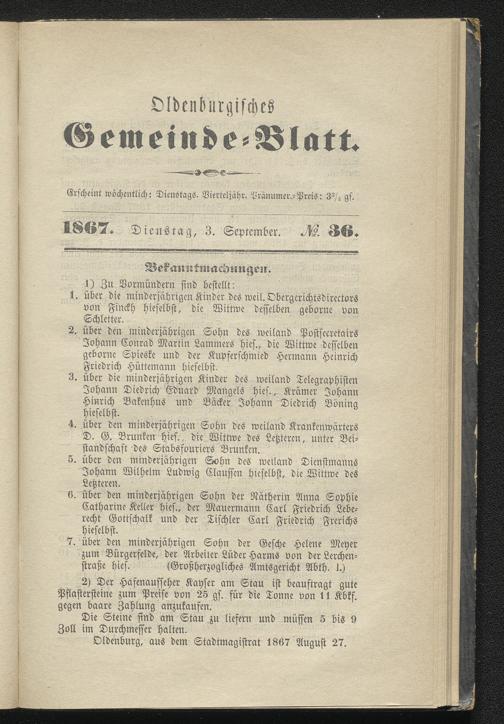 Oldenburgisches
Gemeinde-Blatt.
Erscheint wöchentlich: Dienstags. Vierteljähr. Pränumer.-Preis: 3¾ gs.
1867. Dienstag, 3. September. №. 36.
Bekanntmachungen.
1) Zu Vormündern sind bestellt:
1. über die minderjährigen Kinder des weil. Obergerichtsdirectors
von Finckh hieselbst, die Wittwe desselben geborne von
Schletter.
2. über den minderjährigen Sohn des weiland Postsecretairs
Johann Conrad Martin Lammers hies., die Wittwe desselben
geborne Spieske und der Kupferschmied Hermann Heinrich
Friedrich Hüttemann hieselbst.
3. über die minderjährigen Kinder des weiland Telegraphisten
Johann Diedrich Eduard Mangels hies., Krämer Johann
Hinrich Bakenhus und Bäcker Johann Diedrich Böning
hieselbst.
4. über den minderjährigen Sohn des weiland Krankenwärters
D. G. Brunken hies., die Wittwe des Letzteren, unter Bei-
standschaft des Stabsfouriers Brunken.
5. über den minderjährigen Sohn des weiland Dienstmanns
Johann Wilhelm Ludwig Claussen hieselbst, die Wittwe des
Letzteren.
6. über den minderjährigen Sohn der Nätherin Anna Sophie
Catharine Keller hies., der Mauermann Carl Friedrich Lebe-
recht Gottschalk und der Tischler Carl Friedrich Frerichs
hieselbst.
7. über den minderjährigen Sohn der Gesche Helene Meyer
zum Bürgerfelde, der Arbeiter Lüder Harms von der Lerchen-
straße hies. (Großherzogliches Amtsgericht Abth. I.)
2) Der Hafenaufseher Kayser am Stau ist beauftragt gute
Pflastersteine zum Preise von 25 gs. für die Tonne von 11 Kbkf.
gegen baare Zahlung anzukaufen.
Die Steine sind am Stau zu liefern und müssen 5 bis 9
Zoll im Durchmesser halten.
Oldenburg, aus dem Stadtmagistrat 1867 August 27.